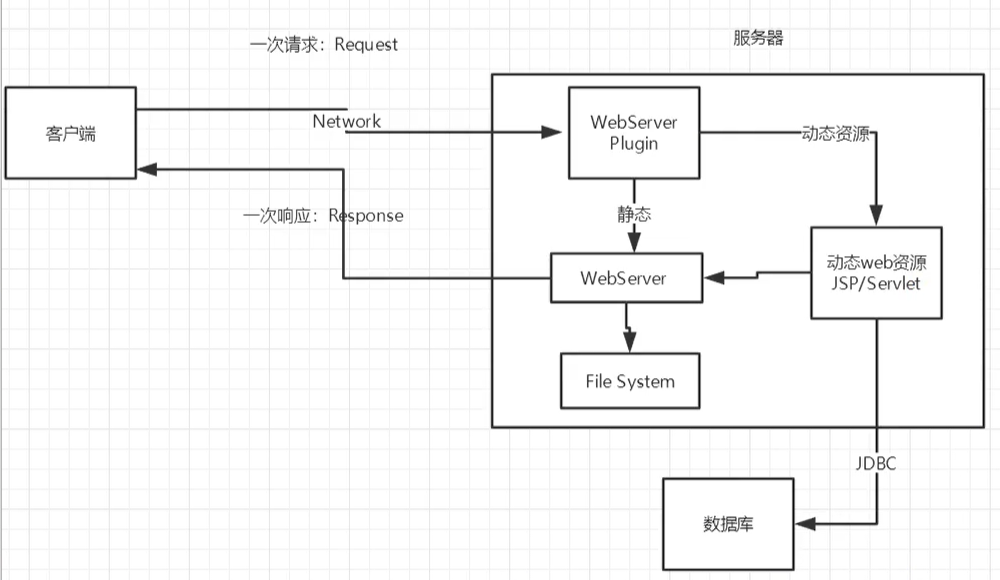 一次请求：Request
服务器
客户端
Network
WebServer
Plugin
动态资源
一次响应：Response
静态
WebServer
动态web资源
JSP/Servlet
File System
JDBC
数据库